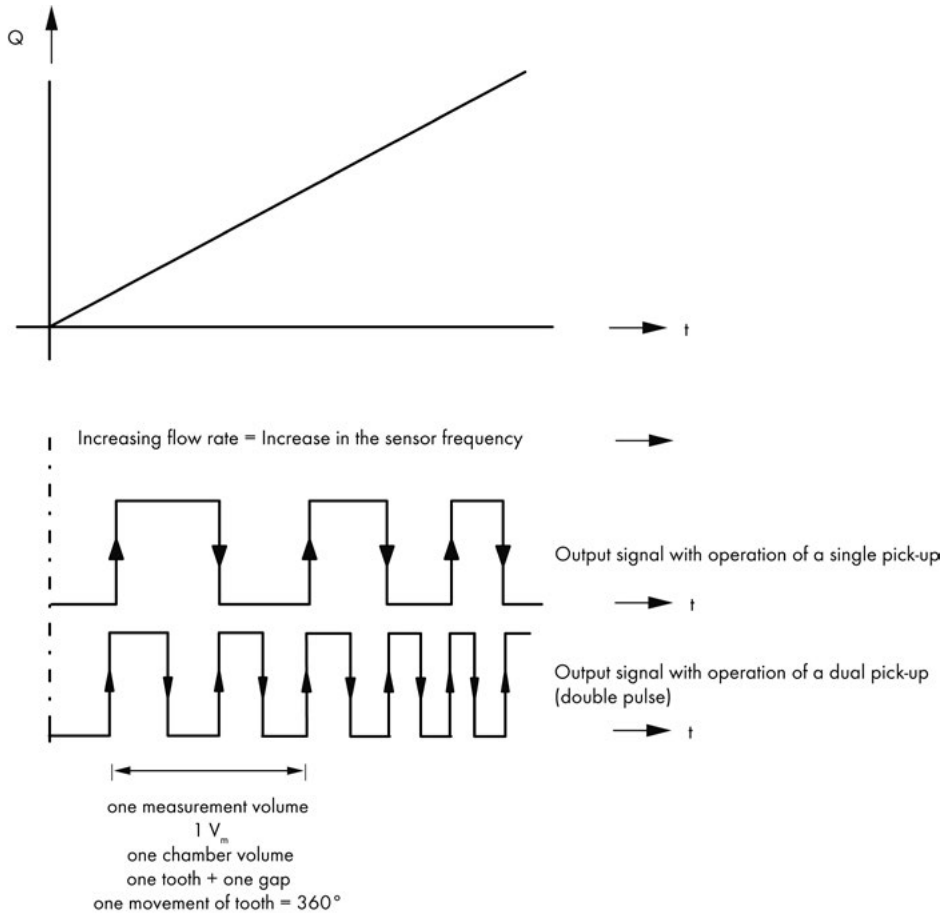 Q
t
Increasing flow rate = Increase in the sensor frequency
Output signal with operation of a single pick-up
t
Output signal with operation of a dual pick-up
(double pulse)
t
one measurement volume
1 Vm
one chamber volume
one tooth + one gap
one movement of tooth = 360°